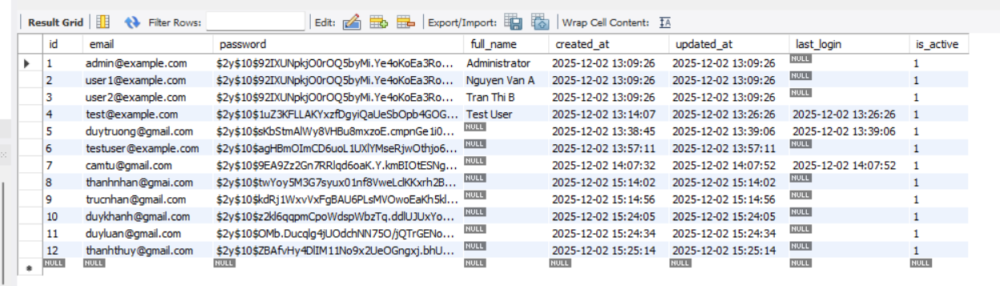 Result Grid Filter Rows: Edit: Export/Import: Wrap Cell Content:
id email password full_name created_at updated_at last_login is_active
1 admin@example.com $2y$10$92IXUNpkjO0rOQ5byMi.Ye4oKoEa3Ro... Administrator 2025-12-02 13:09:26 2025-12-02 13:09:26 NULL 1
2 user1@example.com $2y$10$92IXUNpkjO0rOQ5byMi.Ye4oKoEa3Ro... Nguyen Van A 2025-12-02 13:09:26 2025-12-02 13:09:26 NULL 1
3 user2@example.com $2y$10$92IXUNpkjO0rOQ5byMi.Ye4oKoEa3Ro... Tran Thi B 2025-12-02 13:09:26 2025-12-02 13:09:26 NULL 1
4 test@example.com $2y$10$1uZ3KFLLAKYxzfDgyiQaUeSbOpb4GOG... Test User 2025-12-02 13:14:07 2025-12-02 13:26:26 2025-12-02 13:26:26 1
5 duytruong@gmail.com $2y$10$sKbStmAlWy8VHBu8mxzoE.cmpnGe1i0... NULL 2025-12-02 13:38:45 2025-12-02 13:39:06 2025-12-02 13:39:06 1
6 testuser@example.com $2y$10$agHBmOImCD6uoL1UXlYMseRjwOthjo6... NULL 2025-12-02 13:57:11 2025-12-02 13:57:11 NULL 1
7 camtu@gmail.com $2y$10$9EA9Zz2Gn7RRlqd6oaK.Y.kmBIOtESNg... NULL 2025-12-02 14:07:32 2025-12-02 14:07:52 2025-12-02 14:07:52 1
8 thanhnhan@gmai.com $2y$10$twYoy5M3G7syux01nf8VweLdKKxrh2B... NULL 2025-12-02 15:14:02 2025-12-02 15:14:02 NULL 1
9 trucnhan@gmail.com $2y$10$kdRj1WxvVxFgBAU6PLsMVOwoEaKh5kl... NULL 2025-12-02 15:14:56 2025-12-02 15:14:56 NULL 1
10 duykhanh@gmail.com $2y$10$z2kl6qqpmCpoWdspWbzTq.ddlUJUxYo... NULL 2025-12-02 15:24:05 2025-12-02 15:24:05 NULL 1
11 duyluan@gmail.com $2y$10$OMb.Ducqlg4jUOdchNN75O/jQTrGENo... NULL 2025-12-02 15:24:34 2025-12-02 15:24:34 NULL 1
12 thanhthuy@gmail.com $2y$10$ZBAfvHy4DlIM11No9x2UeOGngxj.bhU... NULL 2025-12-02 15:25:14 2025-12-02 15:25:14 NULL 1
NULL NULL NULL NULL NULL NULL NULL NULL